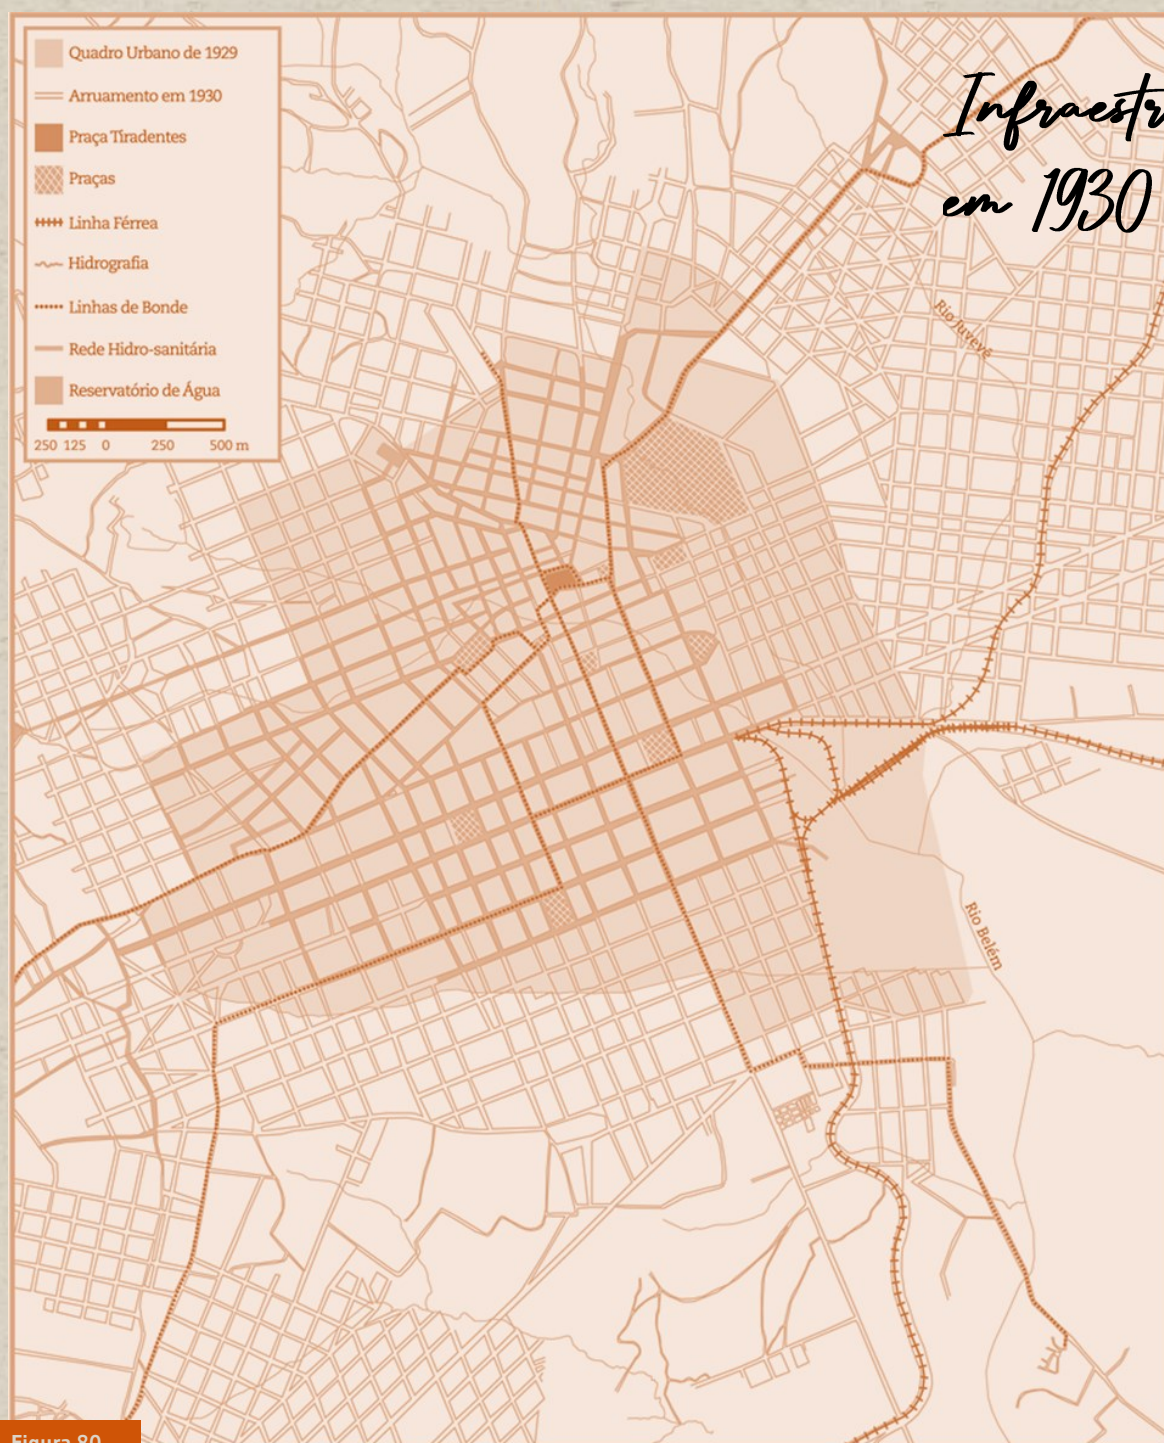 Quadro Urbano de 1929
Arruamento em 1930
Praça Tiradentes
Praças
Linha Férrea
Hidrografia
Linhas de Bonde
Rede Hidro-sanitária
Reservatório de Água
250 125 0 250 500 m
Infraestr
em 1930
Rio Juvevê
Rio Belém
Figura 80